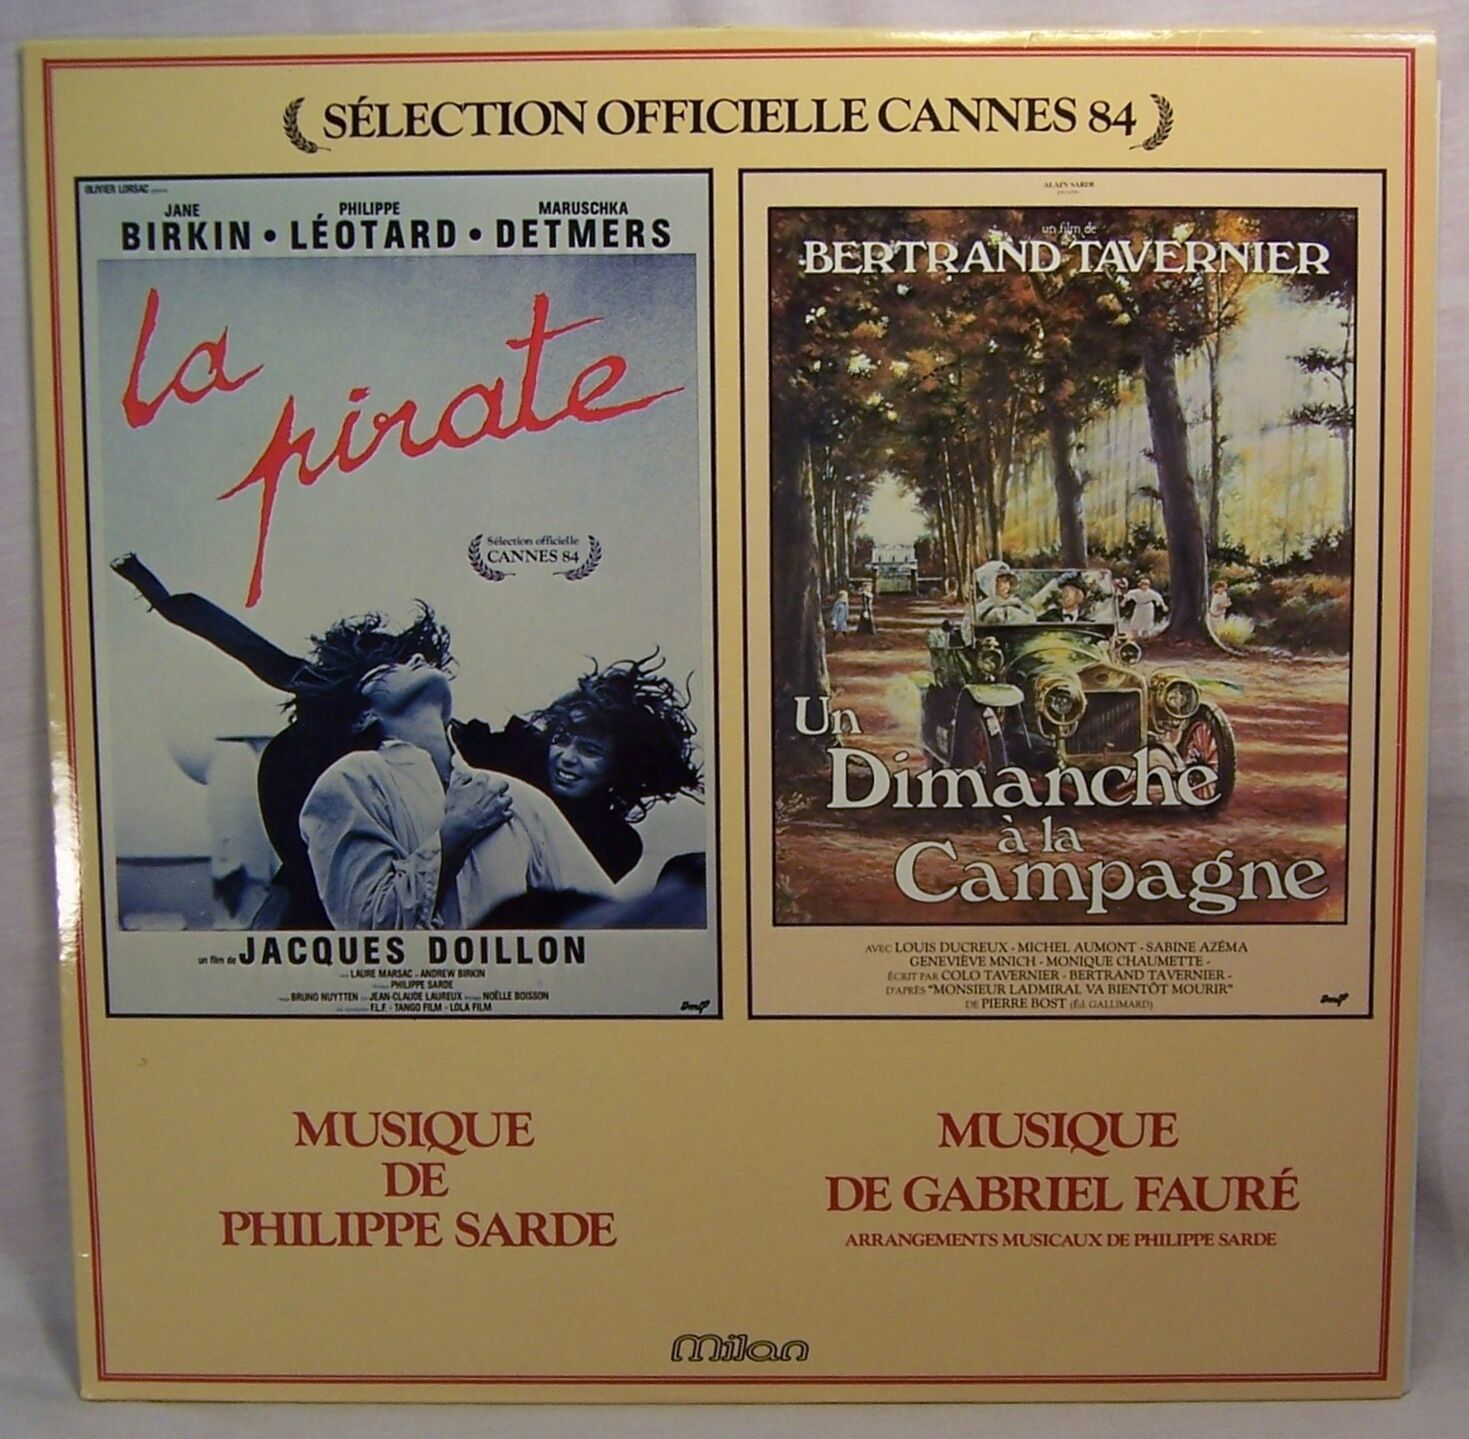 SÉLECTION OFFICIELLE CANNES 84
OLIVIER LORSAC
JANE PHILIPPE MARUSCHKA
BIRKIN • LÉOTARD • DETMERS
la
pirate
Sélection officielle
CANNES 84
un film de JACQUES DOILLON
LAURE MARSAC - ANDREW BIRKIN
PHILIPPE SARDE
BRUNO NUYTTEN JEAN-CLAUDE LAUREUX NOËLLE BOISSON
F.L.F. - TANGO FILM - LOLA FILM
ALAIN SARDE
présente
un film de
BERTRAND TAVERNIER
Un
Dimanche
à la
Campagne
AVEC LOUIS DUCREUX - MICHEL AUMONT - SABINE AZÉMA
GENEVIÈVE MNICH - MONIQUE CHAUMETTE -
ÉCRIT PAR COLO TAVERNIER - BERTRAND TAVERNIER -
D'APRÈS "MONSIEUR LADMIRAL VA BIENTÔT MOURIR"
DE PIERRE BOST (Éd. GALLIMARD)
MUSIQUE
DE
PHILIPPE SARDE
MUSIQUE
DE GABRIEL FAURÉ
ARRANGEMENTS MUSICAUX DE PHILIPPE SARDE
Milan